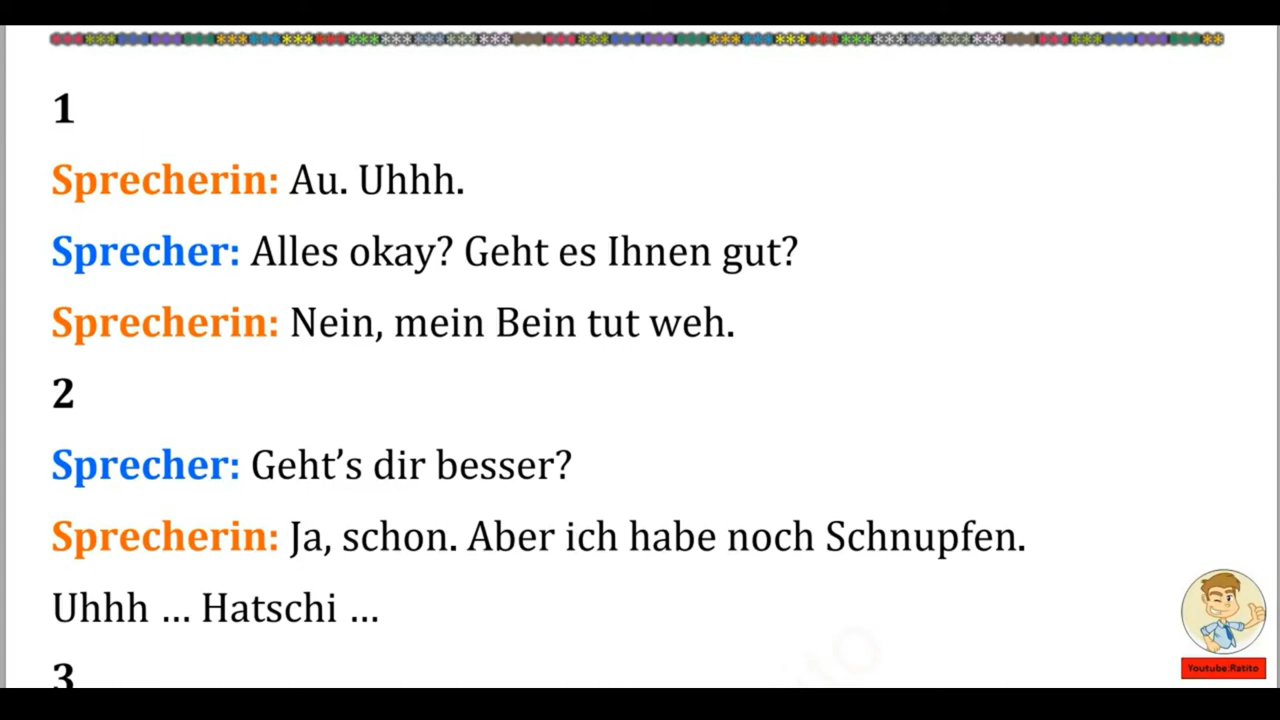 1
Sprecherin: Au. Uhhh.
Sprecher: Alles okay? Geht es Ihnen gut?
Sprecherin: Nein, mein Bein tut weh.
2
Sprecher: Geht’s dir besser?
Sprecherin: Ja, schon. Aber ich habe noch Schnupfen.
Uhhh … Hatschi …
3
Youtube:Ratito